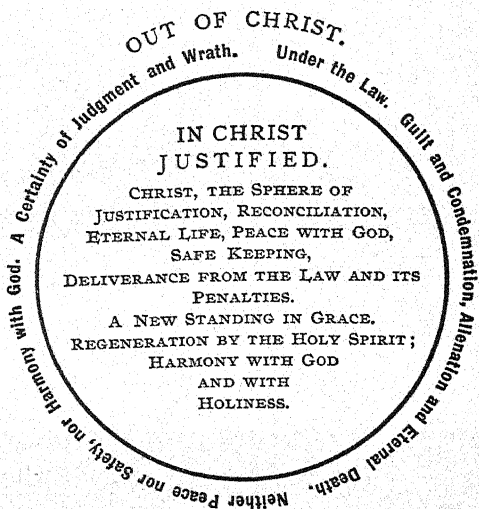 OUT OF CHRIST.
Under the Law. Guilt and Condemnation, Alienation and Eternal Death. Neither Peace nor Safety, nor Harmony with God. A Certainty of Judgment and Wrath.
IN CHRIST
JUSTIFIED.
CHRIST, THE SPHERE OF
JUSTIFICATION, RECONCILIATION,
ETERNAL LIFE, PEACE WITH GOD,
SAFE KEEPING,
DELIVERANCE FROM THE LAW AND ITS
PENALTIES.
A NEW STANDING IN GRACE.
REGENERATION BY THE HOLY SPIRIT;
HARMONY WITH GOD
AND WITH
HOLINESS.